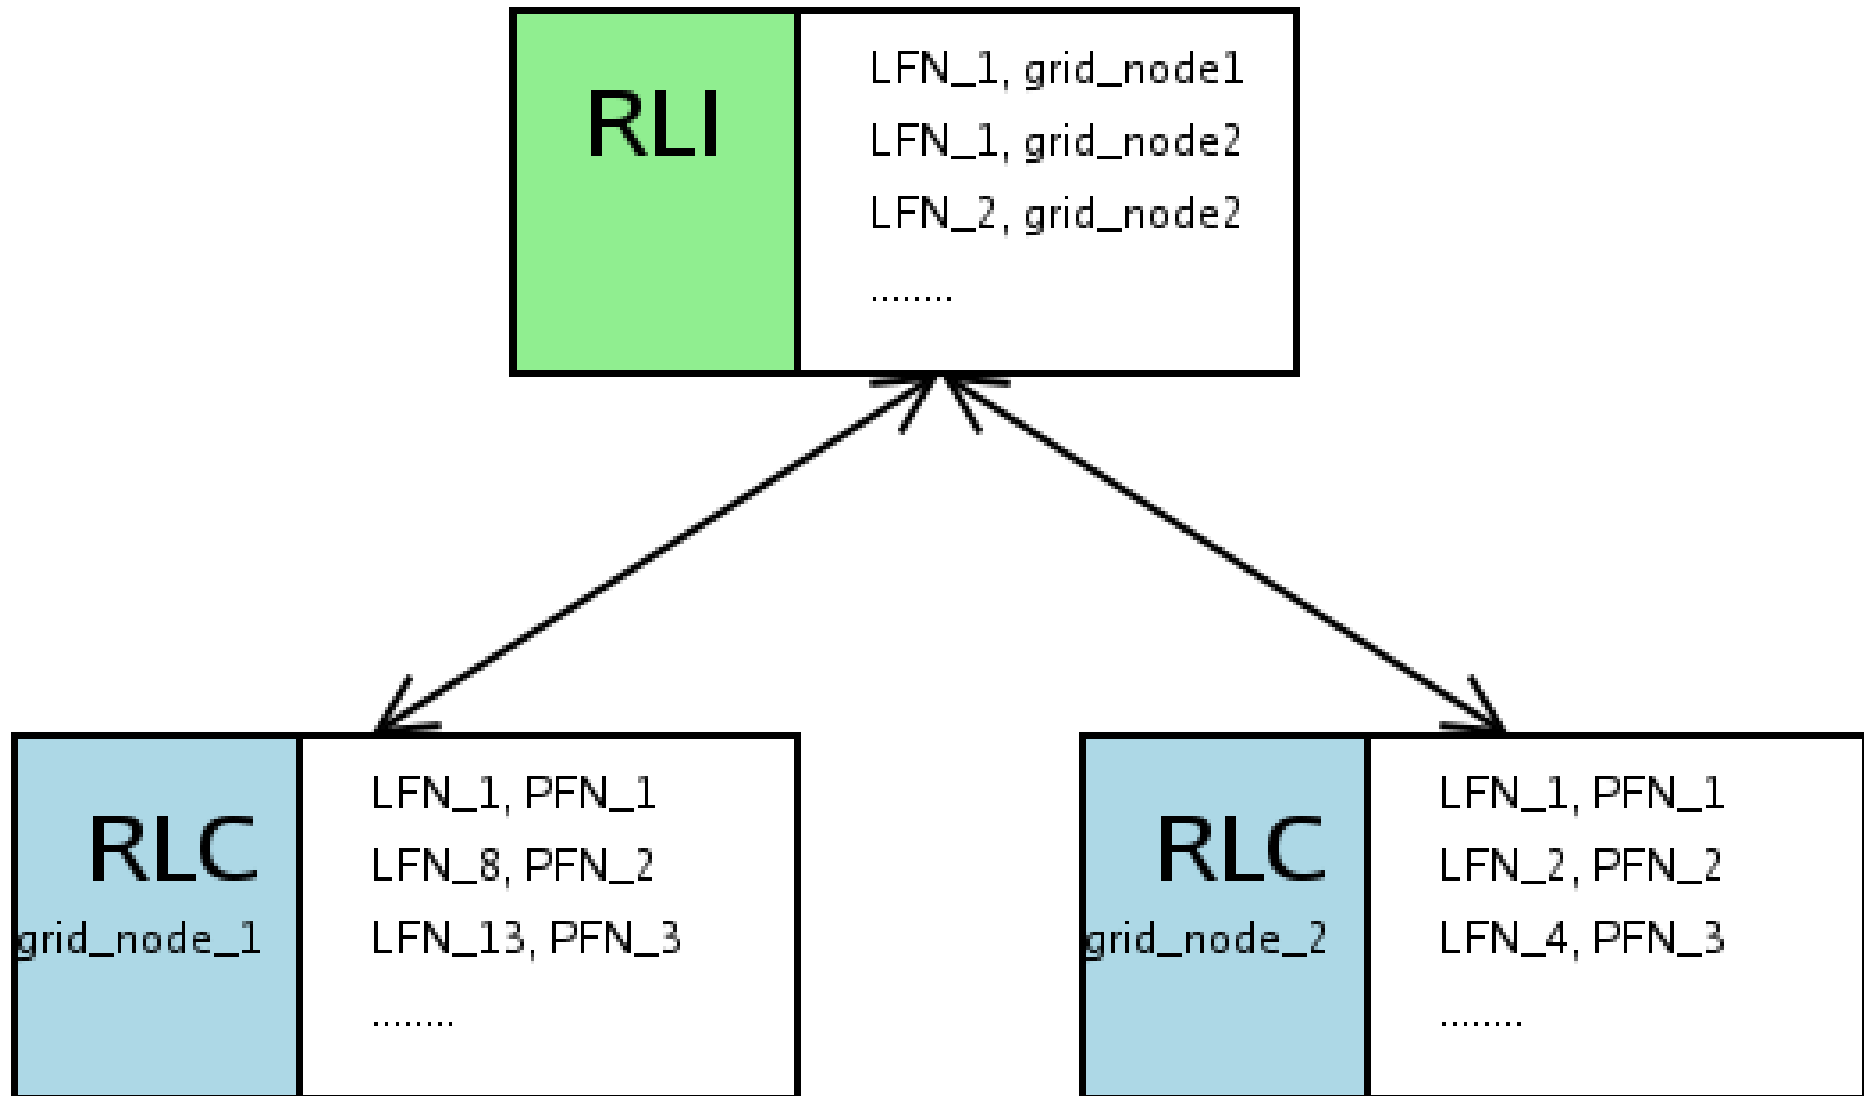 RLI
LFN_1, grid_node1
LFN_1, grid_node2
LFN_2, grid_node2
........
RLC
grid_node_1
LFN_1, PFN_1
LFN_8, PFN_2
LFN_13, PFN_3
........
RLC
grid_node_2
LFN_1, PFN_1
LFN_2, PFN_2
LFN_4, PFN_3
........